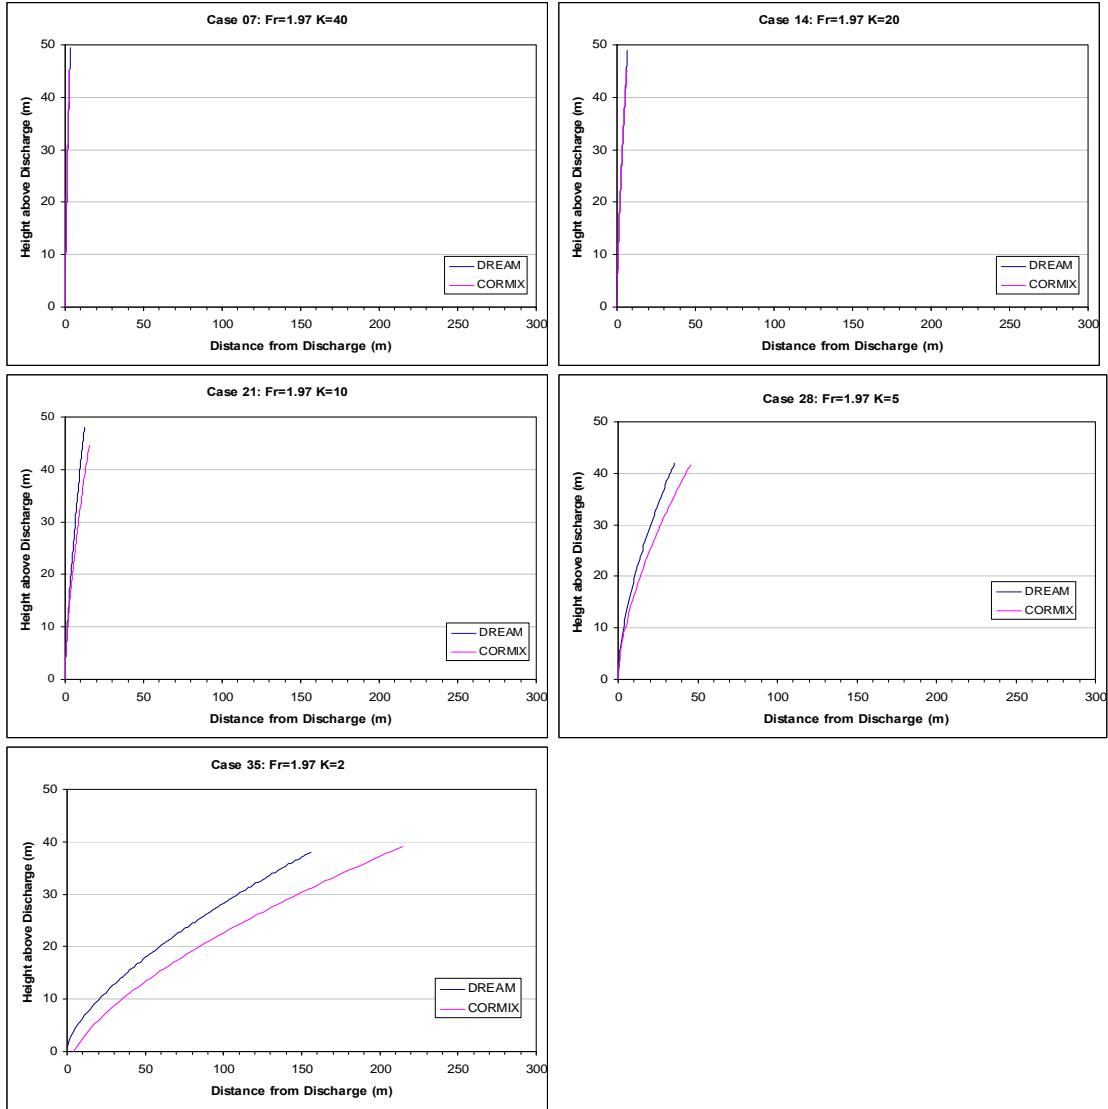 Case 07: Fr=1.97 K=40
Height above Discharge (m)
50
40
30
20
10
0
DREAM
CORMIX
0 50 100 150 200 250 300
Distance from Discharge (m)
Case 14: Fr=1.97 K=20
Height above Discharge (m)
50
40
30
20
10
0
DREAM
CORMIX
0 50 100 150 200 250 300
Distance from Discharge (m)
Case 21: Fr=1.97 K=10
Height above Discharge (m)
50
40
30
20
10
0
DREAM
CORMIX
0 50 100 150 200 250 300
Distance from Discharge (m)
Case 28: Fr=1.97 K=5
Height above Discharge (m)
50
40
30
20
10
0
DREAM
CORMIX
0 50 100 150 200 250 300
Distance from Discharge (m)
Case 35: Fr=1.97 K=2
Height above Discharge (m)
50
40
30
20
10
0
DREAM
CORMIX
0 50 100 150 200 250 300
Distance from Discharge (m)